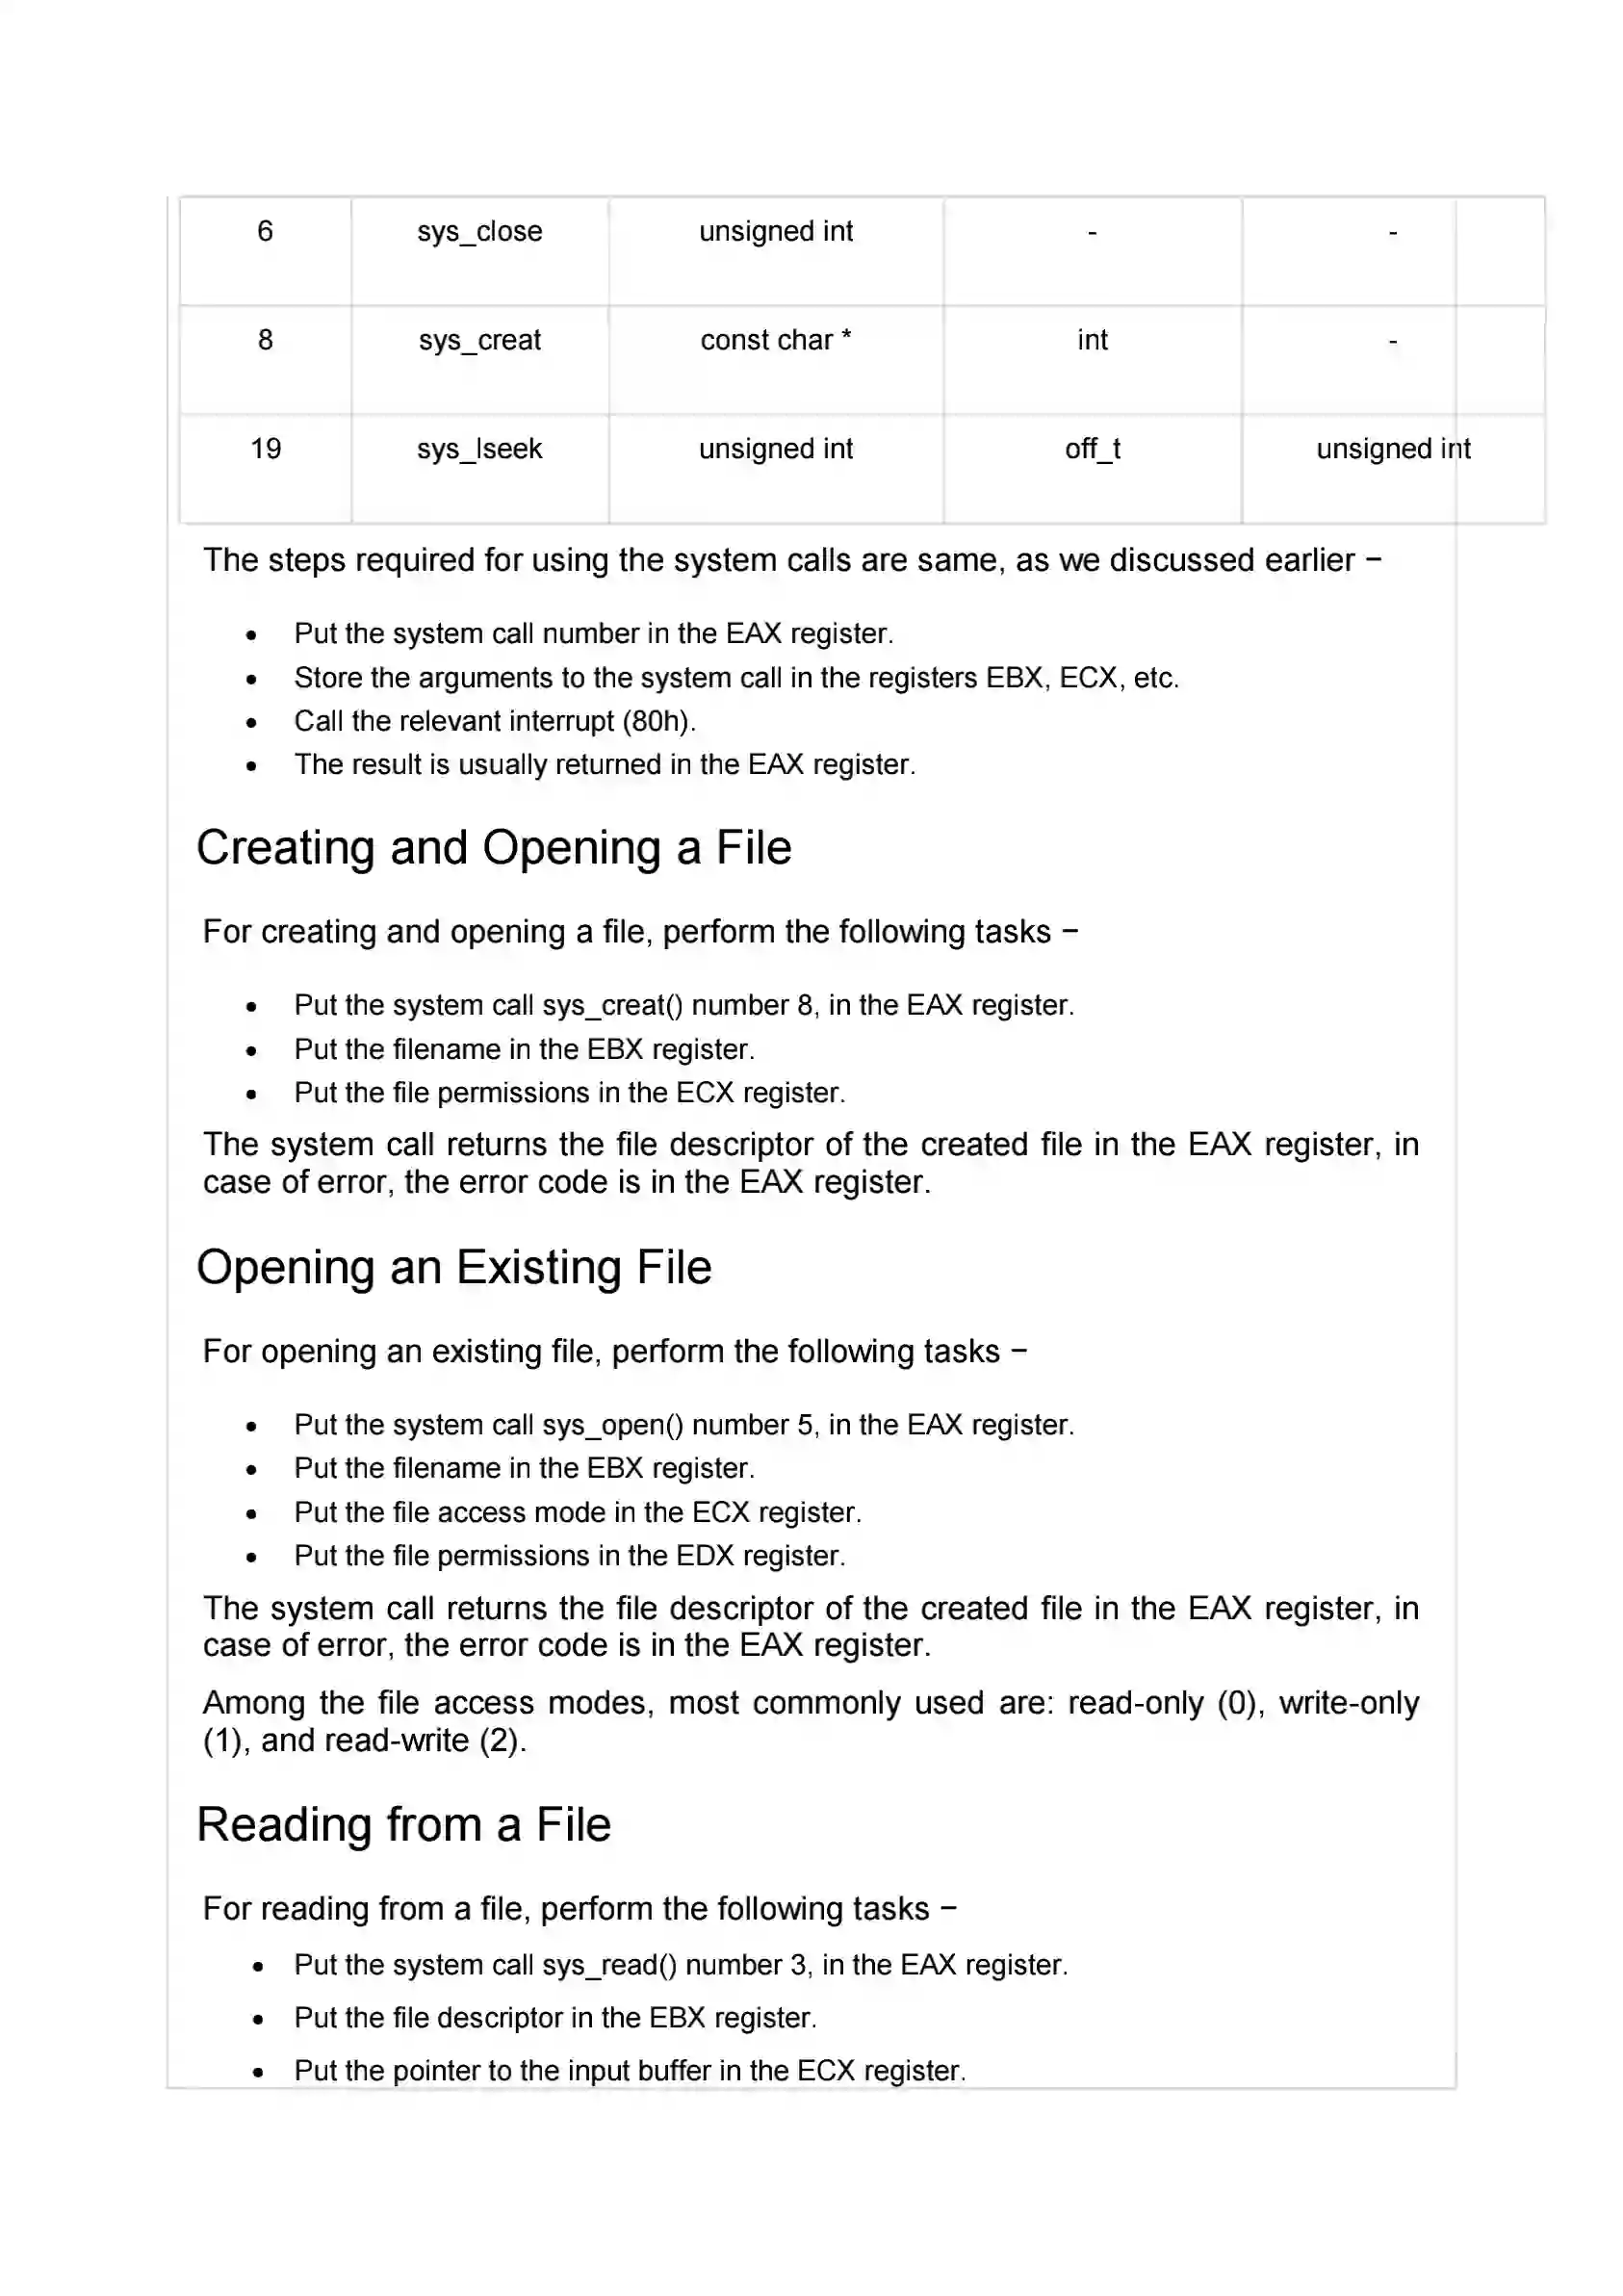 6 sys_close unsigned int - -
8 sys_creat const char * int -
19 sys_lseek unsigned int off_t unsigned int
The steps required for using the system calls are same, as we discussed earlier −
• Put the system call number in the EAX register.
• Store the arguments to the system call in the registers EBX, ECX, etc.
• Call the relevant interrupt (80h).
• The result is usually returned in the EAX register.
Creating and Opening a File
For creating and opening a file, perform the following tasks −
• Put the system call sys_creat() number 8, in the EAX register.
• Put the filename in the EBX register.
• Put the file permissions in the ECX register.
The system call returns the file descriptor of the created file in the EAX register, in
case of error, the error code is in the EAX register.
Opening an Existing File
For opening an existing file, perform the following tasks −
• Put the system call sys_open() number 5, in the EAX register.
• Put the filename in the EBX register.
• Put the file access mode in the ECX register.
• Put the file permissions in the EDX register.
The system call returns the file descriptor of the created file in the EAX register, in
case of error, the error code is in the EAX register.
Among the file access modes, most commonly used are: read-only (0), write-only
(1), and read-write (2).
Reading from a File
For reading from a file, perform the following tasks −
• Put the system call sys_read() number 3, in the EAX register.
• Put the file descriptor in the EBX register.
• Put the pointer to the input buffer in the ECX register.